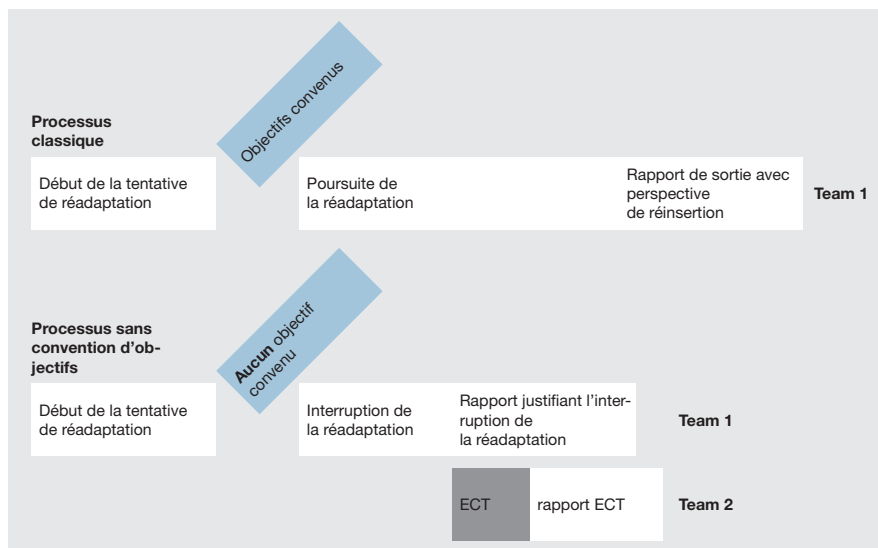 Objectifs convenus
Processus
classique
Début de la tentative
de réadaptation
Poursuite de
la réadaptation
Rapport de sortie avec
perspective
de réinsertion
Team 1
Aucun objectif
convenu
Processus sans
convention d'ob-
jectifs
Début de la tentative
de réadaptation
Interruption de
la réadaptation
Rapport justifiant l'inter-
ruption de
la réadaptation
Team 1
ECT
rapport ECT
Team 2